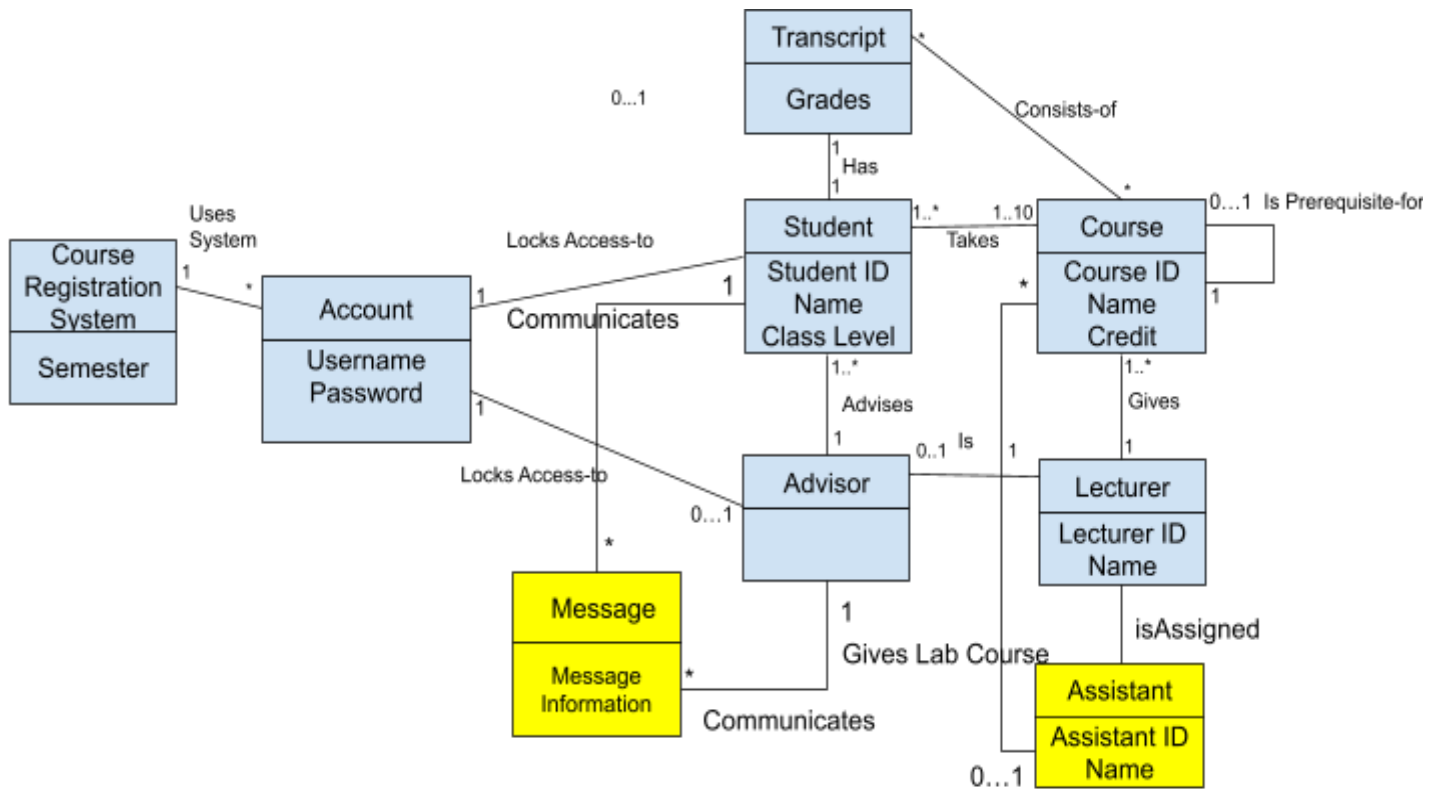 Transcript
*
Grades
0...1
Consists-of
1
Has
1
*
0...1 Is Prerequisite-for
Uses
System
Student
1..*
1..10
Takes
Course
Locks Access-to
Course
Registration
System
1
*
Semester
Account
1
Username
Password
1
Student ID
Name
Class Level
1
Communicates
Course ID
Name
Credit
*
1
1..*
Advises
1
1..*
Gives
1
1
Locks Access-to
0...1
Advisor
0..1
Is
Lecturer
Lecturer ID
Name
*
Message
Message
Information
*
1
Gives Lab Course
Communicates
isAssigned
Assistant
Assistant ID
Name
0...1